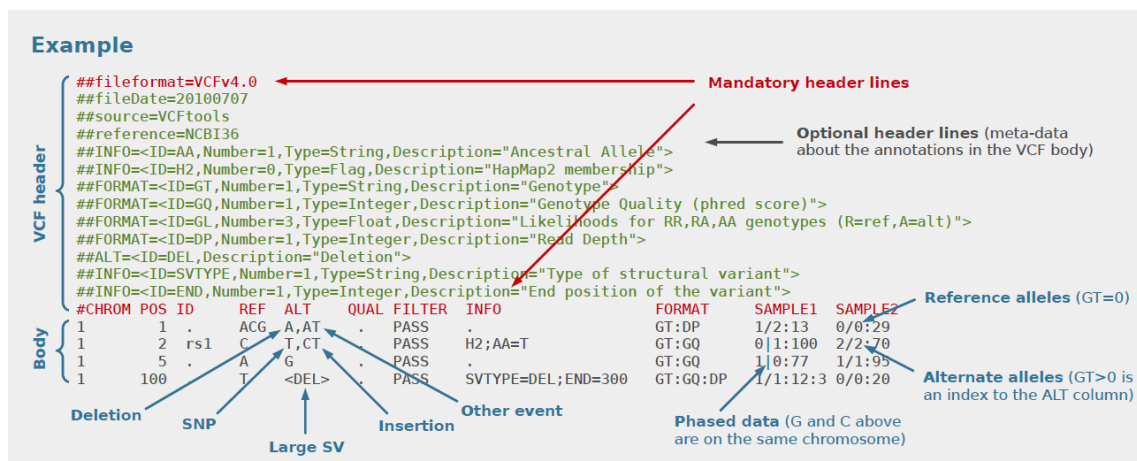 Example
##fileformat=VCFv4.0
Mandatory header lines
##fileDate=20100707
##source=VCFtools
##reference=NCBI36
Optional header lines (meta-data
about the annotations in the VCF body)
##INFO=<ID=AA,Number=1,Type=String,Description="Ancestral Allele">
##INFO=<ID=H2,Number=0,Type=Flag,Description="HapMap2 membership">
##FORMAT=<ID=GT,Number=1,Type=String,Description="Genotype">
##FORMAT=<ID=GQ,Number=1,Type=Integer,Description="Genotype Quality (phred score)">
##FORMAT=<ID=GL,Number=3,Type=Float,Description="Likelihoods for RR,RA,AA genotypes (R=ref,A=alt)">
##FORMAT=<ID=DP,Number=1,Type=Integer,Description="Read Depth">
##ALT=<ID=DEL,Description="Deletion">
##INFO=<ID=SVTYPE,Number=1,Type=String,Description="Type of structural variant">
##INFO=<ID=END,Number=1,Type=Integer,Description="End position of the variant">
VCF header
#CHROM POS ID REF ALT QUAL FILTER INFO FORMAT SAMPLE1 SAMPLE2
1 1 . ACG A,AT . PASS . GT:DP 1/2:13 0/0:29
1 2 rs1 C T,CT . PASS H2;AA=T GT:GQ 0|1:100 2/2:70
1 5 . A G . PASS . GT:GQ 1|0:77 1/1:95
1 100 . T <DEL> . PASS SVTYPE=DEL;END=300 GT:GQ:DP 1/1:12:3 0/0:20
Body
Reference alleles (GT=0)
Alternate alleles (GT>0 is
an index to the ALT column)
Deletion
SNP
Large SV
Insertion
Other event
Phased data (G and C above
are on the same chromosome)